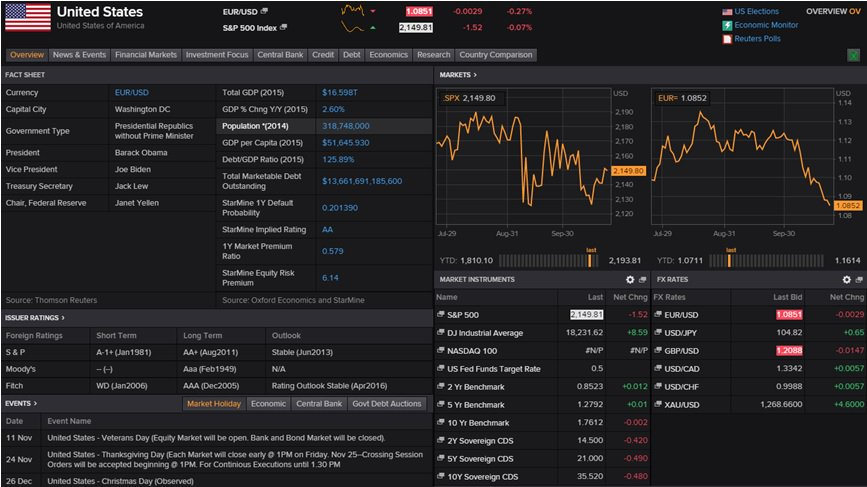 United States
United States of America
EUR/USD 1.0851 -0.0029 -0.27%
S&P 500 Index 2,149.81 -1.52 -0.07%
US Elections
Economic Monitor
Reuters Polls
OVERVIEW OV
Overview News & Events Financial Markets Investment Focus Central Bank Credit Debt Economics Research Country Comparison
FACT SHEET
Currency EUR/USD
Capital City Washington DC
Government Type Presidential Republics
without Prime Minister
President Barack Obama
Vice President Joe Biden
Treasury Secretary Jack Lew
Chair, Federal Reserve Janet Yellen
Total GDP (2015) $16.598T
GDP % Chng Y/Y (2015) 2.60%
Population *(2014) 318,748,000
GDP per Capita (2015) $51,645.930
Debt/GDP Ratio (2015) 125.89%
Total Marketable Debt
Outstanding $13,661,691,185,600
StarMine 1Y Default
Probability 0.201390
StarMine Implied Rating AA
1Y Market Premium
Ratio 0.579
StarMine Equity Risk
Premium 6.14
Source: Thomson Reuters
Source: Oxford Economics and StarMine
ISSUER RATINGS >
Foreign Ratings Short Term Long Term Outlook
S & P A-1+ (Jan1981) AA+ (Aug2011) Stable (Jun2013)
Moody's -- (--) Aaa (Feb1949) N/A
Fitch WD (Jan2006) AAA (Dec2005) Rating Outlook Stable (Apr2016)
EVENTS > Market Holiday Economic Central Bank Govt Debt Auctions
Date Event Name
11 Nov United States - Veterans Day (Equity Market will be open. Bank and Bond Market will be closed).
24 Nov United States - Thanksgiving Day (Each Market will close early @ 1PM on Friday. Nov 25--Crossing Session
Orders will be accepted beginning @ 1PM. For Continious Executions until 1.30 PM
26 Dec United States - Christmas Day (Observed)
MARKETS >
.SPX 2,149.80
USD
2,190
2,180
2,170
2,160
2,149.80
2,140
2,130
2,120
Jul-29 Aug-31 Sep-30
last
YTD: 1,810.10 2,193.81
EUR= 1.0852
USD
1.14
1.13
1.12
1.11
1.10
1.09
1.0852
1.08
Jul-29 Aug-31 Sep-30
last
YTD: 1.0711 1.1614
MARKET INSTRUMENTS
Name Last Net Chng
S&P 500 2,149.81 -1.52
DJ Industrial Average 18,231.62 +8.59
NASDAQ 100 #N/P #N/P
US Fed Funds Target Rate 0.5
2 Yr Benchmark 0.8523 +0.012
5 Yr Benchmark 1.2792 +0.01
10 Yr Benchmark 1.7612 -0.002
2Y Sovereign CDS 14.500 -0.420
5Y Sovereign CDS 21.000 -0.490
10Y Sovereign CDS 35.520 -0.480
FX RATES
FX Rates Last Bid Net Chng
EUR/USD 1.0851 -0.0029
USD/JPY 104.82 +0.65
GBP/USD 1.2088 -0.0147
USD/CAD 1.3342 +0.0057
USD/CHF 0.9988 +0.0057
XAU/USD 1,268.6600 +4.6000